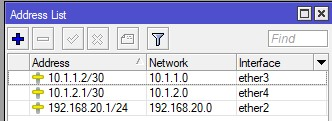 Address List
Find
Address Network Interface
10.1.1.2/30 10.1.1.0 ether3
10.1.2.1/30 10.1.2.0 ether4
192.168.20.1/24 192.168.20.0 ether2